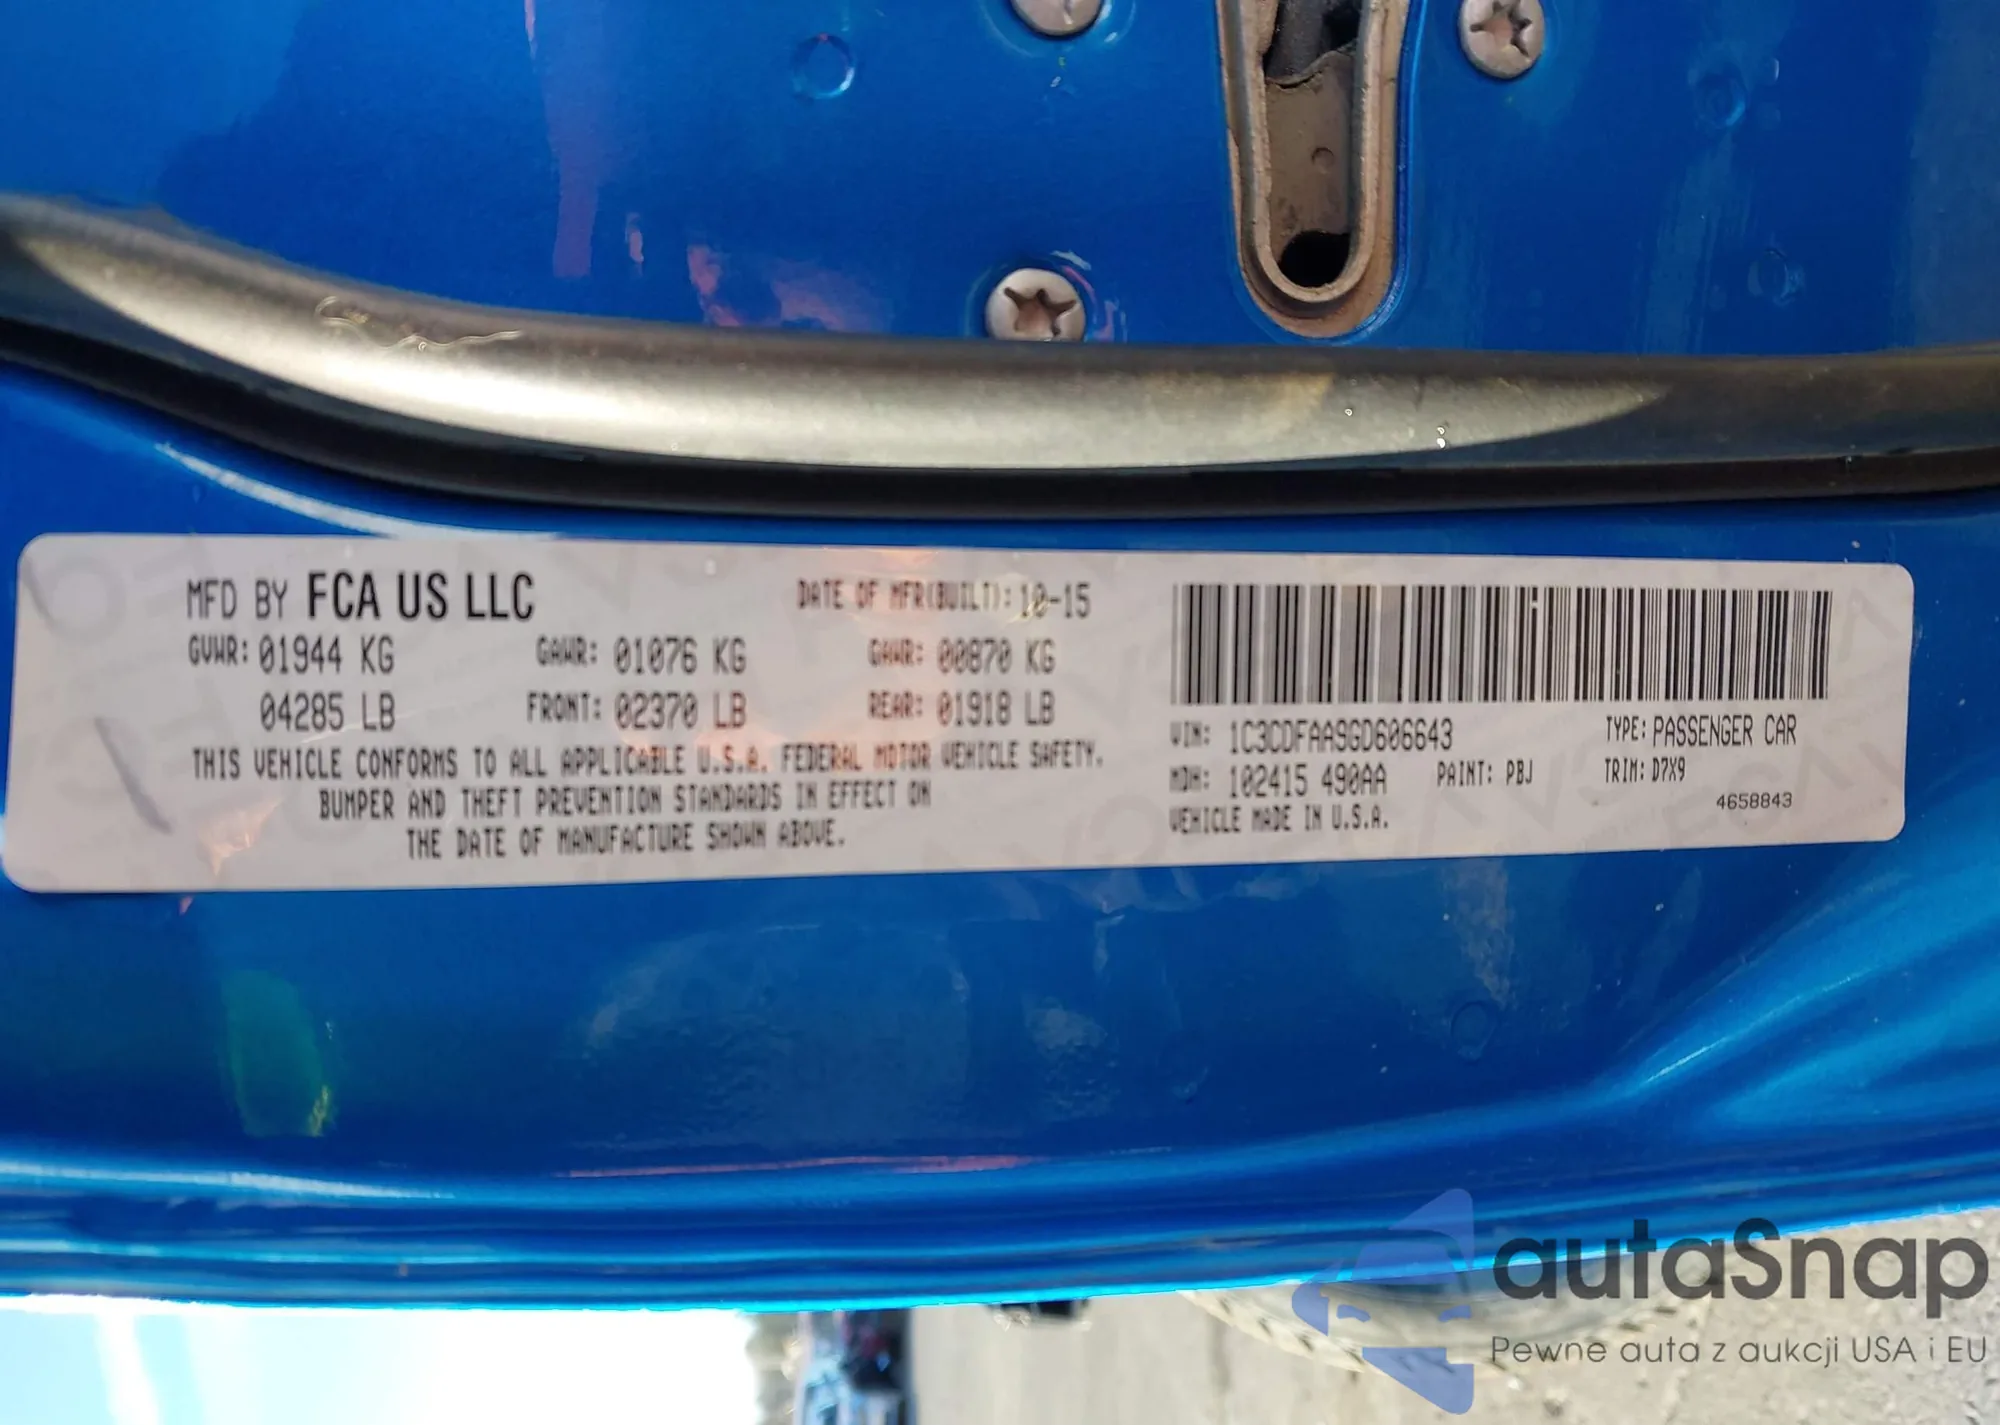 MFD BY FCA US LLC DATE OF MFR(BUILT): 10-15
GVWR: 01944 KG GAWR: 01076 KG GAWR: 00870 KG
04285 LB FRONT: 02370 LB REAR: 01918 LB
THIS VEHICLE CONFORMS TO ALL APPLICABLE U.S.A. FEDERAL MOTOR VEHICLE SAFETY,
BUMPER AND THEFT PREVENTION STANDARDS IN EFFECT ON
THE DATE OF MANUFACTURE SHOWN ABOVE.
VIN: 1C3CDFAA9GD606643 TYPE: PASSENGER CAR
MDH: 102415 490AA PAINT: PBJ TRIM: D7X9
VEHICLE MADE IN U.S.A. 4658843
autaSnap
Pewne auta z aukcji USA i EU